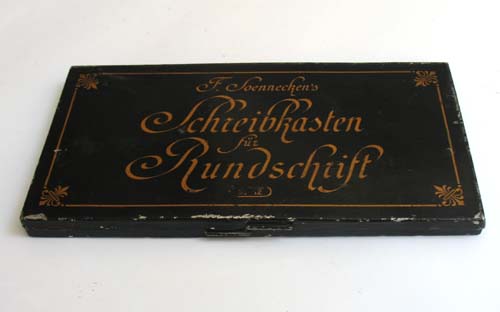 F. Soennecken's
Schreibkasten
für
Rundschrift